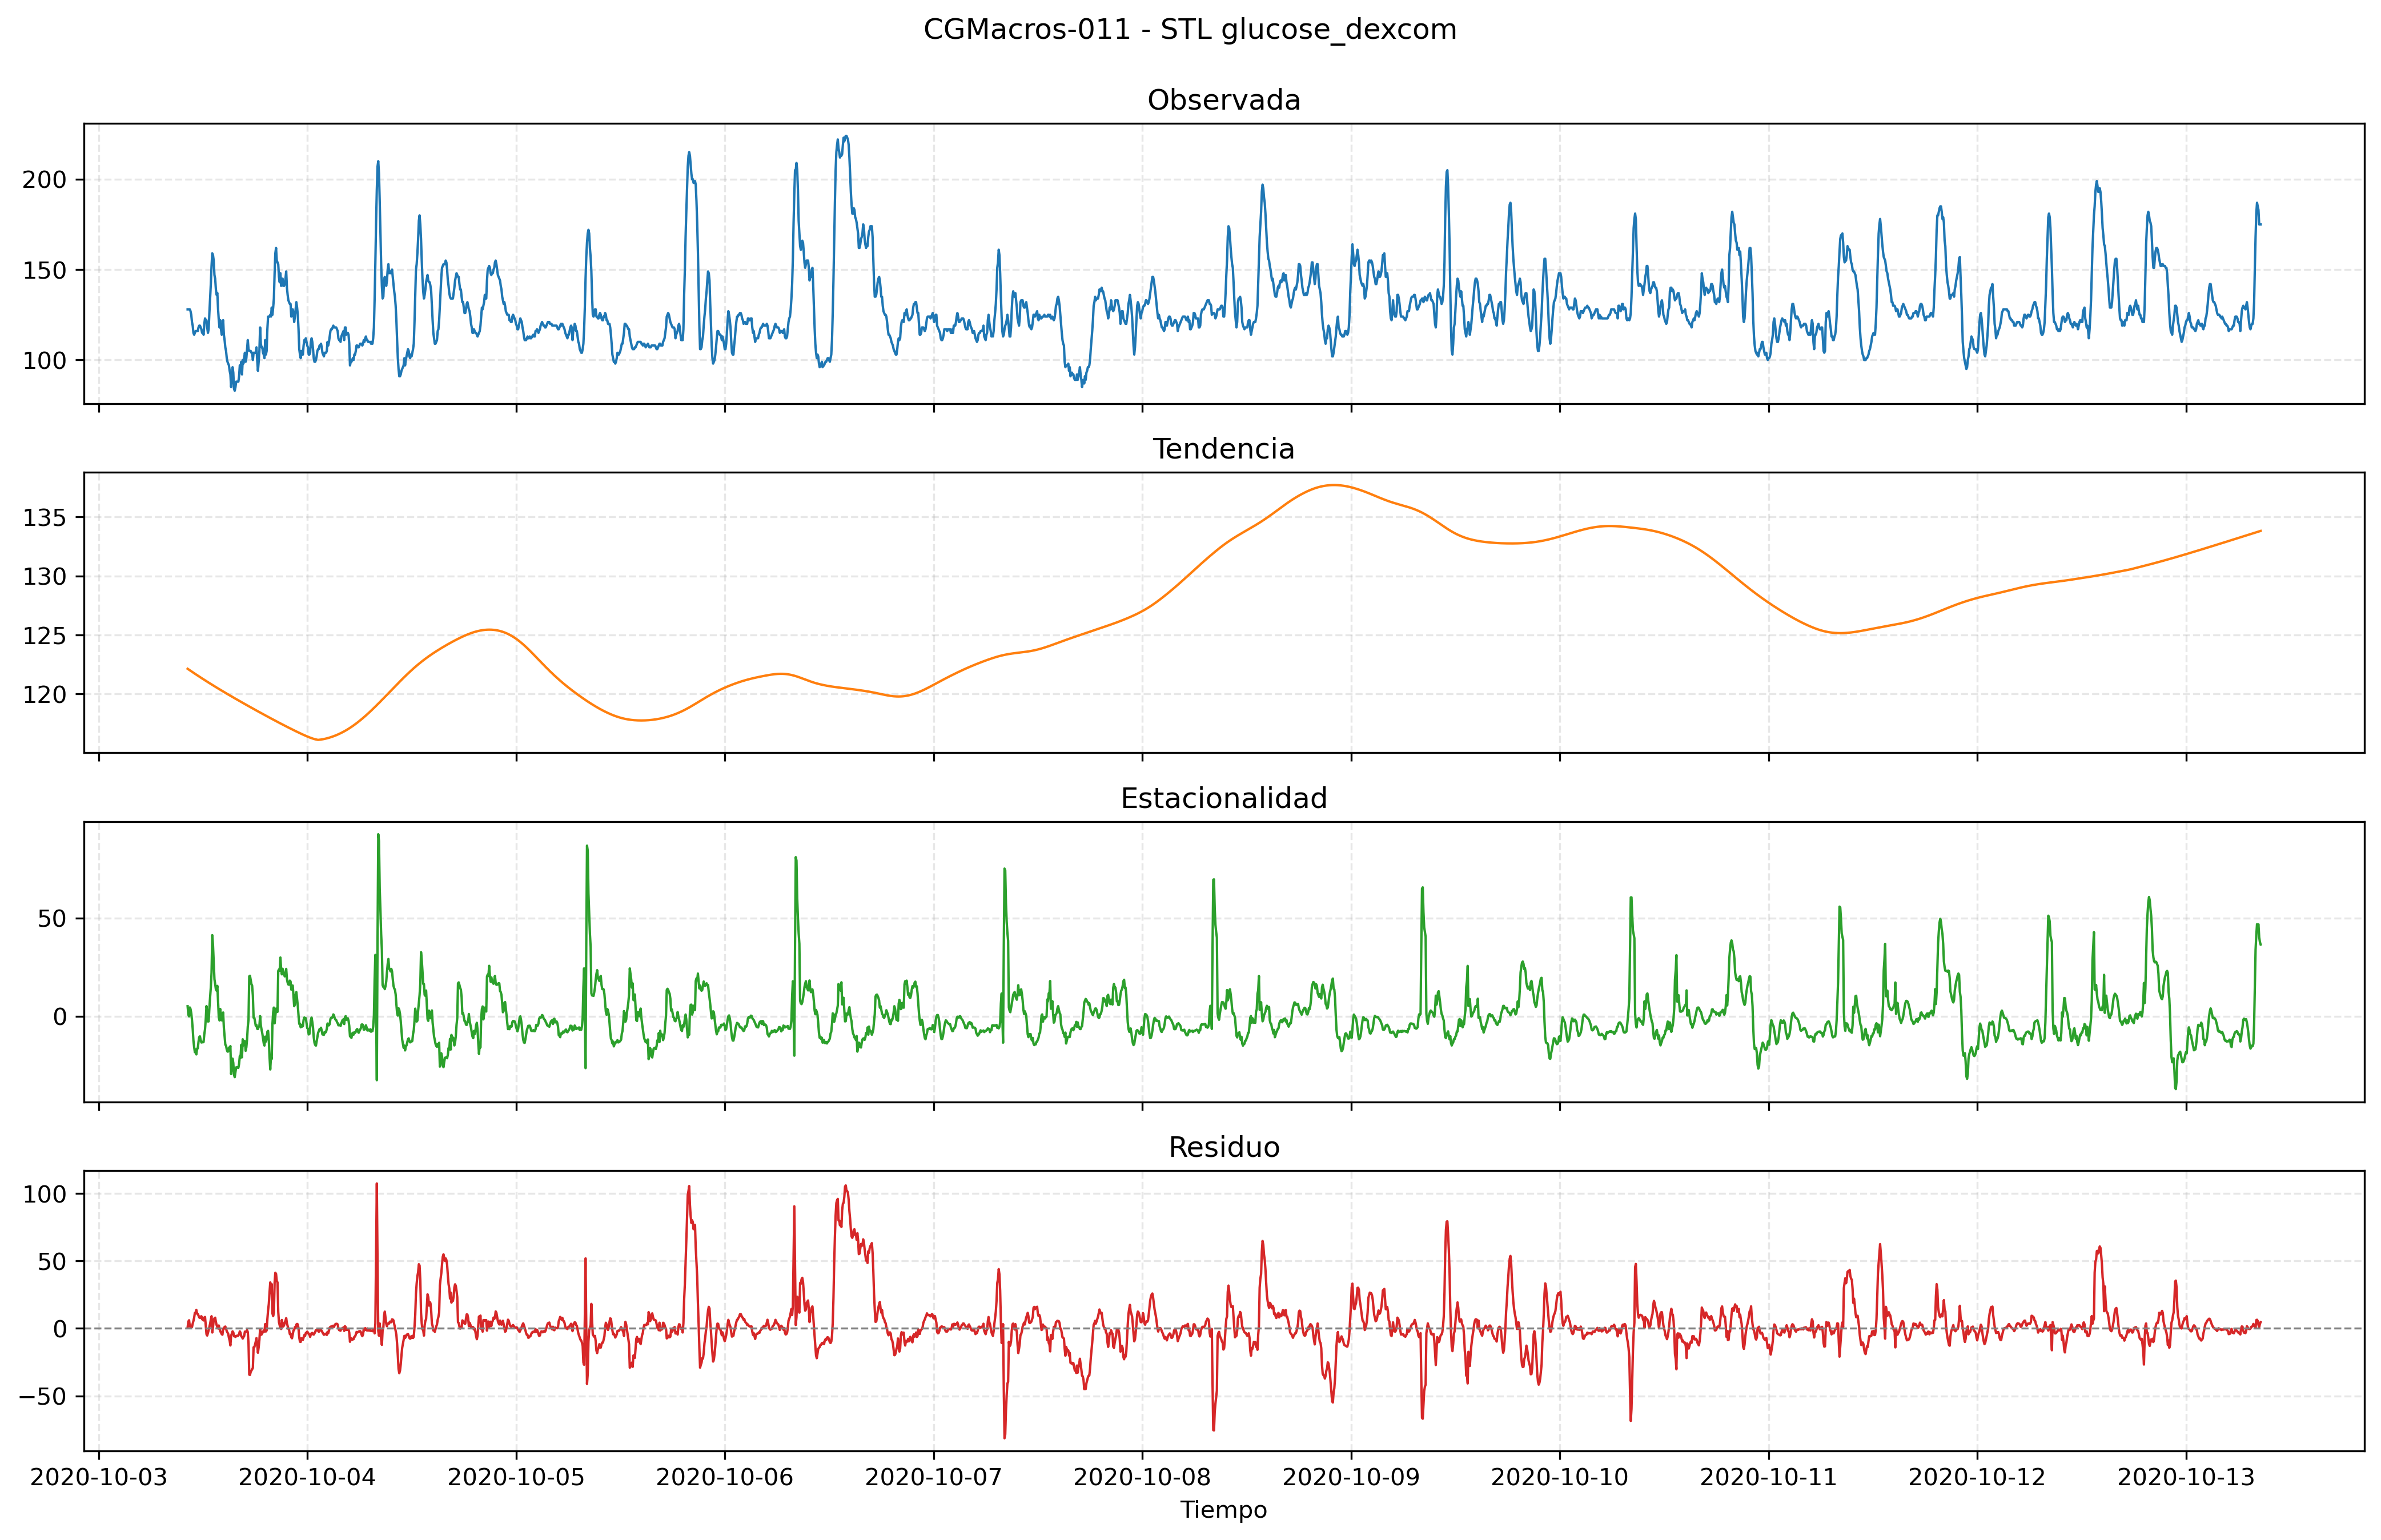 CGMacros-011 - STL glucose_dexcom
Observada
200
150
100
Tendencia
135
130
125
120
Estacionalidad
50
0
Residuo
100
50
0
−50
2020-10-03 2020-10-04 2020-10-05 2020-10-06 2020-10-07 2020-10-08 2020-10-09 2020-10-10 2020-10-11 2020-10-12 2020-10-13
Tiempo